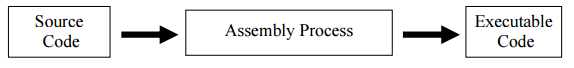 Source
Code
Assembly Process
Executable
Code